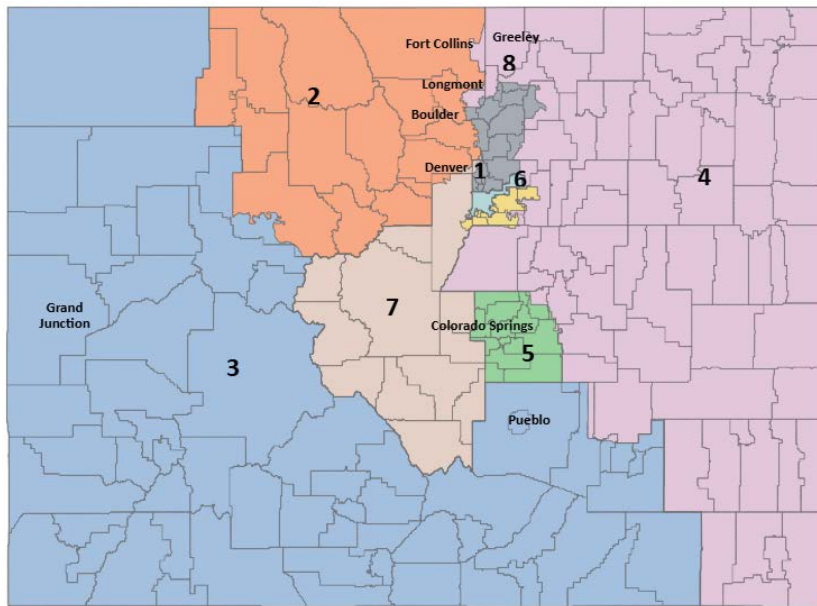 Fort Collins
Greeley
8
Longmont
2
Boulder
Denver
1
6
4
Grand
Junction
7
Colorado Springs
5
3
Pueblo